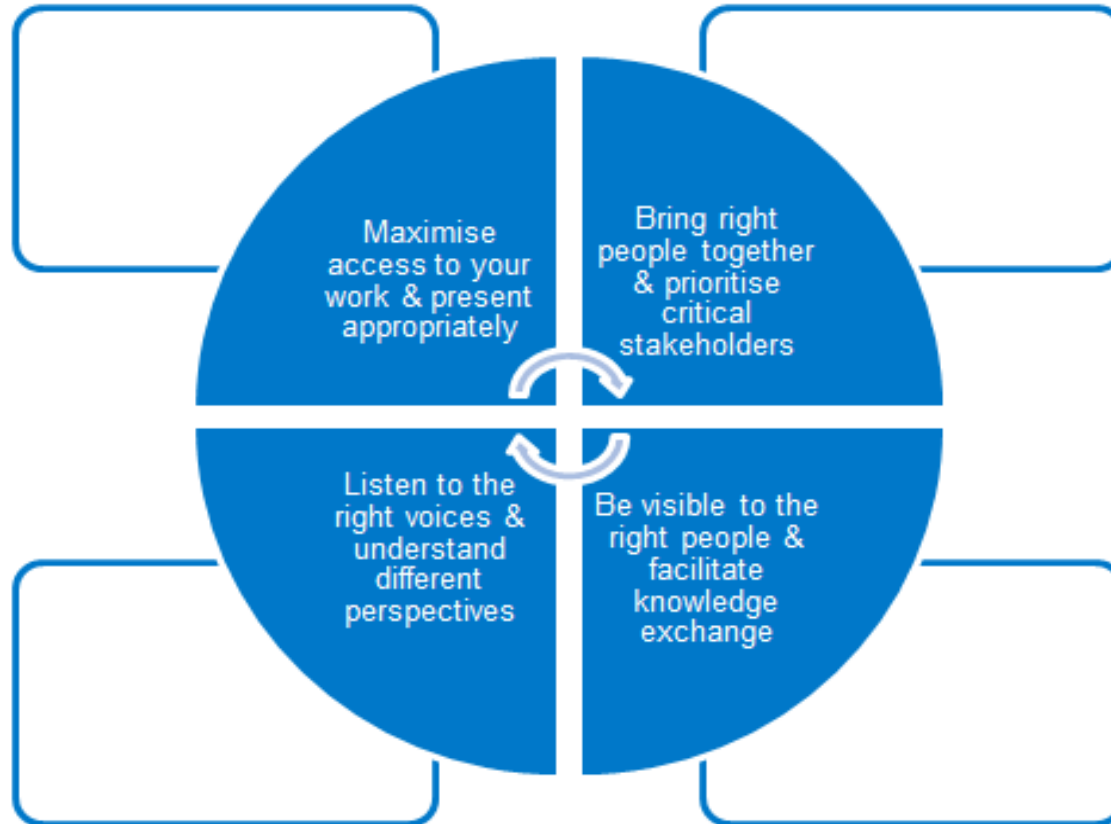 Maximise
access to your
work & present
appropriately
Bring right
people together
& prioritise
critical
stakeholders
Listen to the
right voices &
understand
different
perspectives
Be visible to the
right people &
facilitate
knowledge
exchange